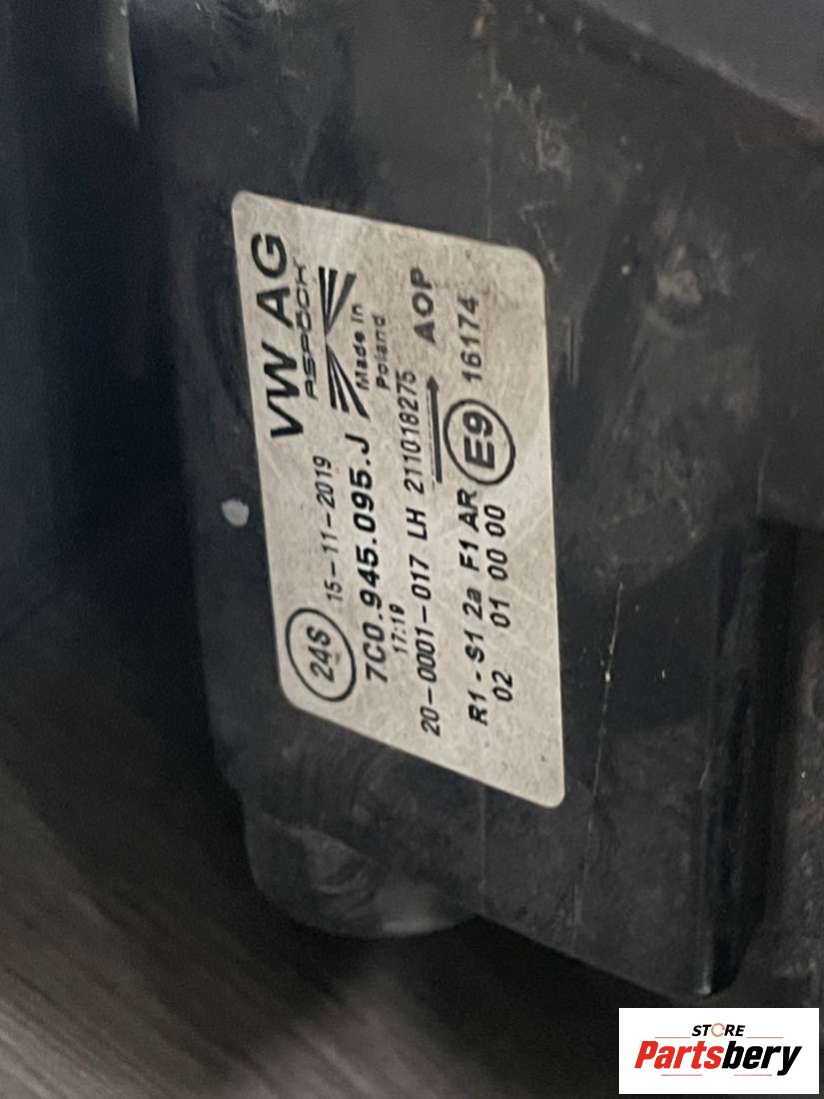 VW AG
ASPÖCK
24S 15-11-2019
Made in
Poland
7C0.945.095.J
17:19
20-0001-017 LH 211018275
AOP
R1 - S1 2a F1 AR E9 16174
02 01 00 00
STORE
Partsbery